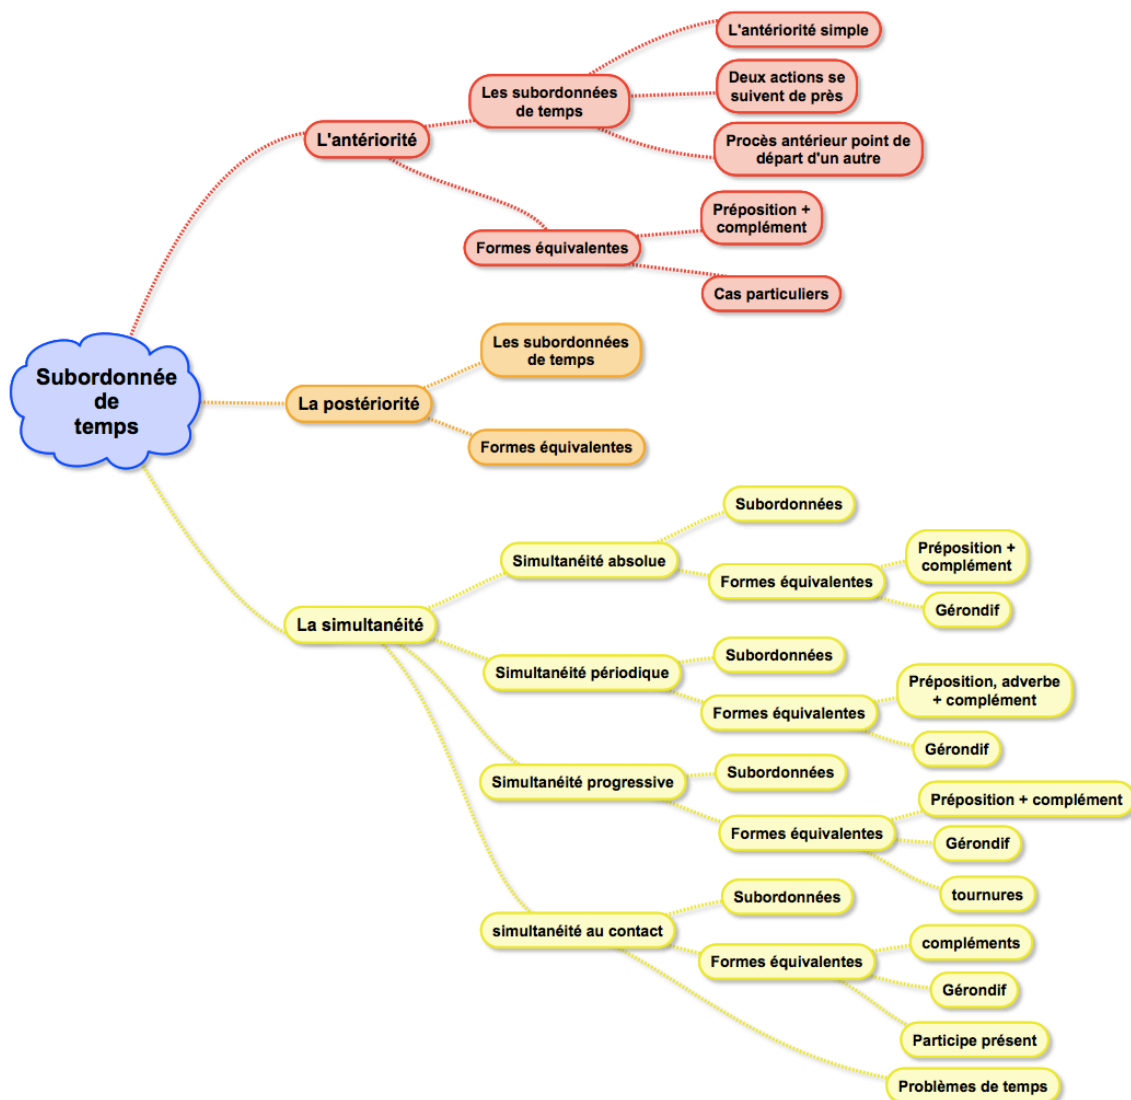 Subordonnée
de
temps
L'antériorité
Les subordonnées
de temps
L'antériorité simple
Deux actions se
suivent de près
Procès antérieur point de
départ d'un autre
Formes équivalentes
Préposition +
complément
Cas particuliers
La postériorité
Les subordonnées
de temps
Formes équivalentes
La simultanéité
Simultanéité absolue
Subordonnées
Formes équivalentes
Préposition +
complément
Gérondif
Simultanéité périodique
Subordonnées
Formes équivalentes
Préposition, adverbe
+ complément
Gérondif
Simultanéité progressive
Subordonnées
Formes équivalentes
Préposition + complément
Gérondif
tournures
simultanéité au contact
Subordonnées
Formes équivalentes
compléments
Gérondif
Participe présent
Problèmes de temps